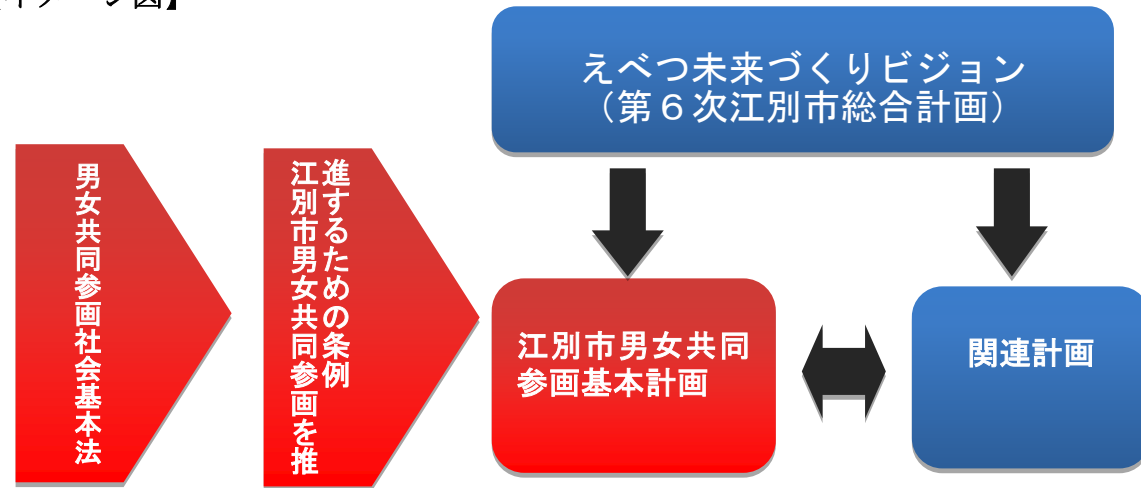 えべつ未来づくりビジョン
（第６次江別市総合計画）
男女共同参画社会基本法
江別市男女共同参画を推
進するための条例
江別市男女共同
参画基本計画
関連計画